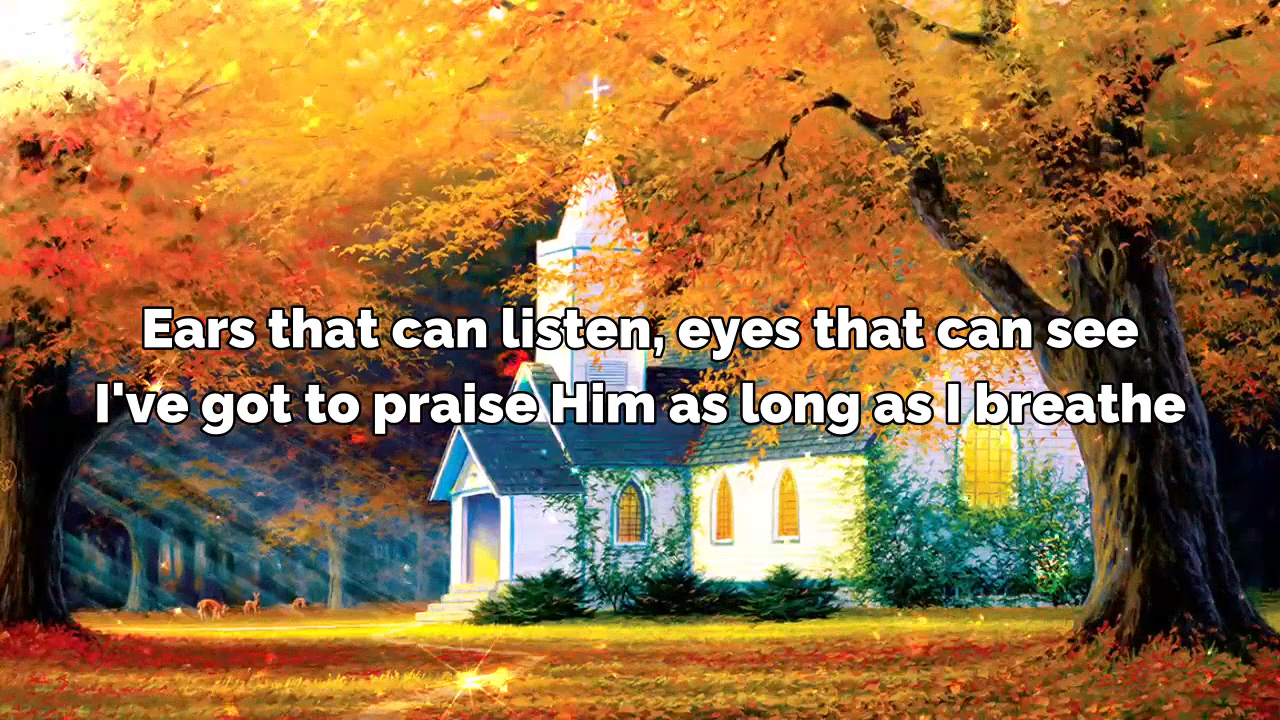 Ears that can listen, eyes that can see
I've got to praise Him as long as I breathe